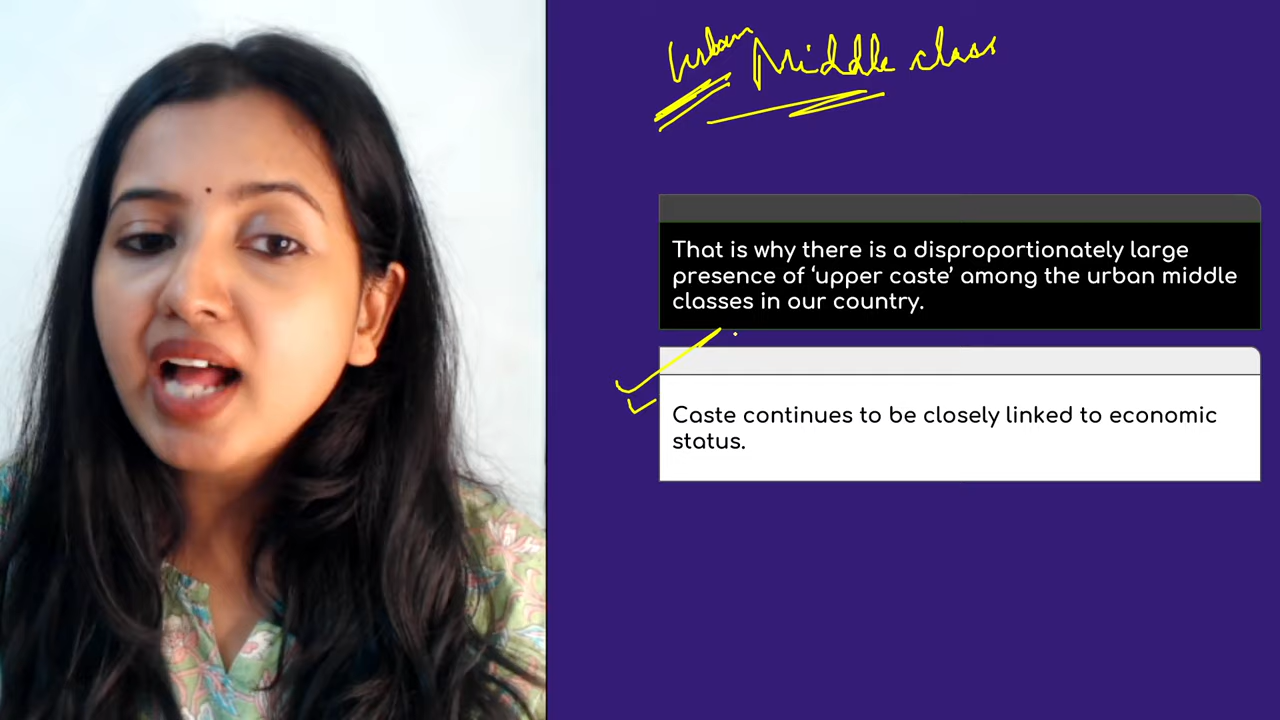 Urban Middle class
That is why there is a disproportionately large
presence of ‘upper caste’ among the urban middle
classes in our country.
Caste continues to be closely linked to economic
status.